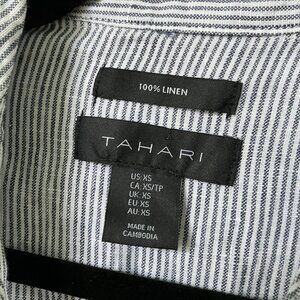 100% LINEN
TAHARI
US: XS
CA: XS/TP
UK: XS
EU: XS
AU: XS
MADE IN
CAMBODIA